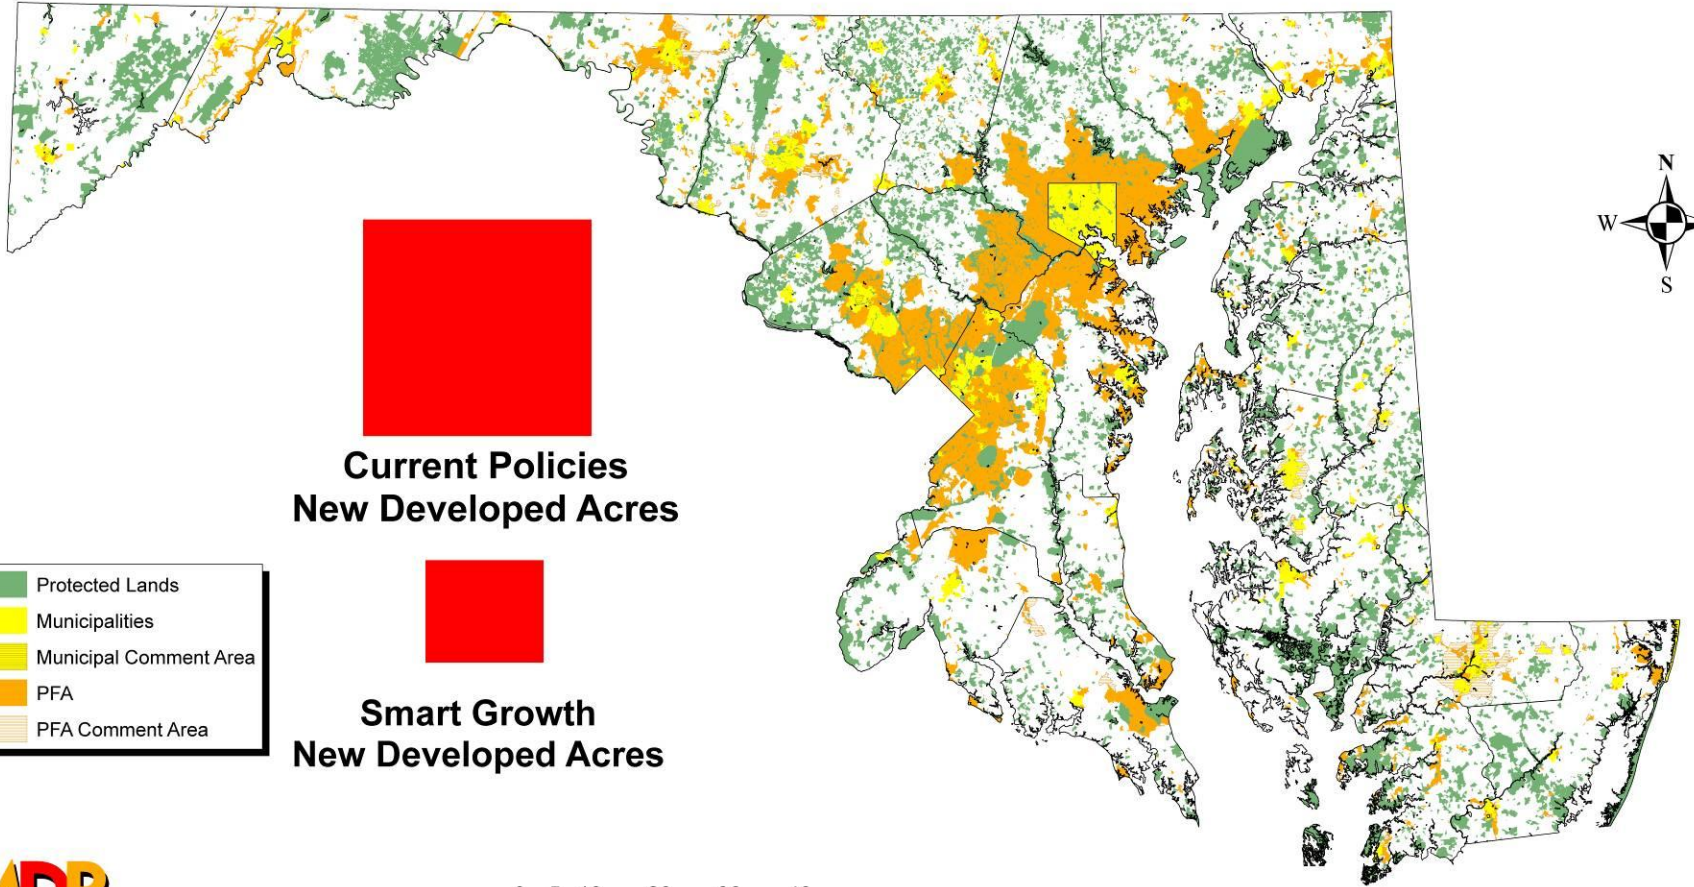 N
W
S
Current Policies
New Developed Acres
Protected Lands
Municipalities
Municipal Comment Area
PFA
PFA Comment Area
Smart Growth
New Developed Acres